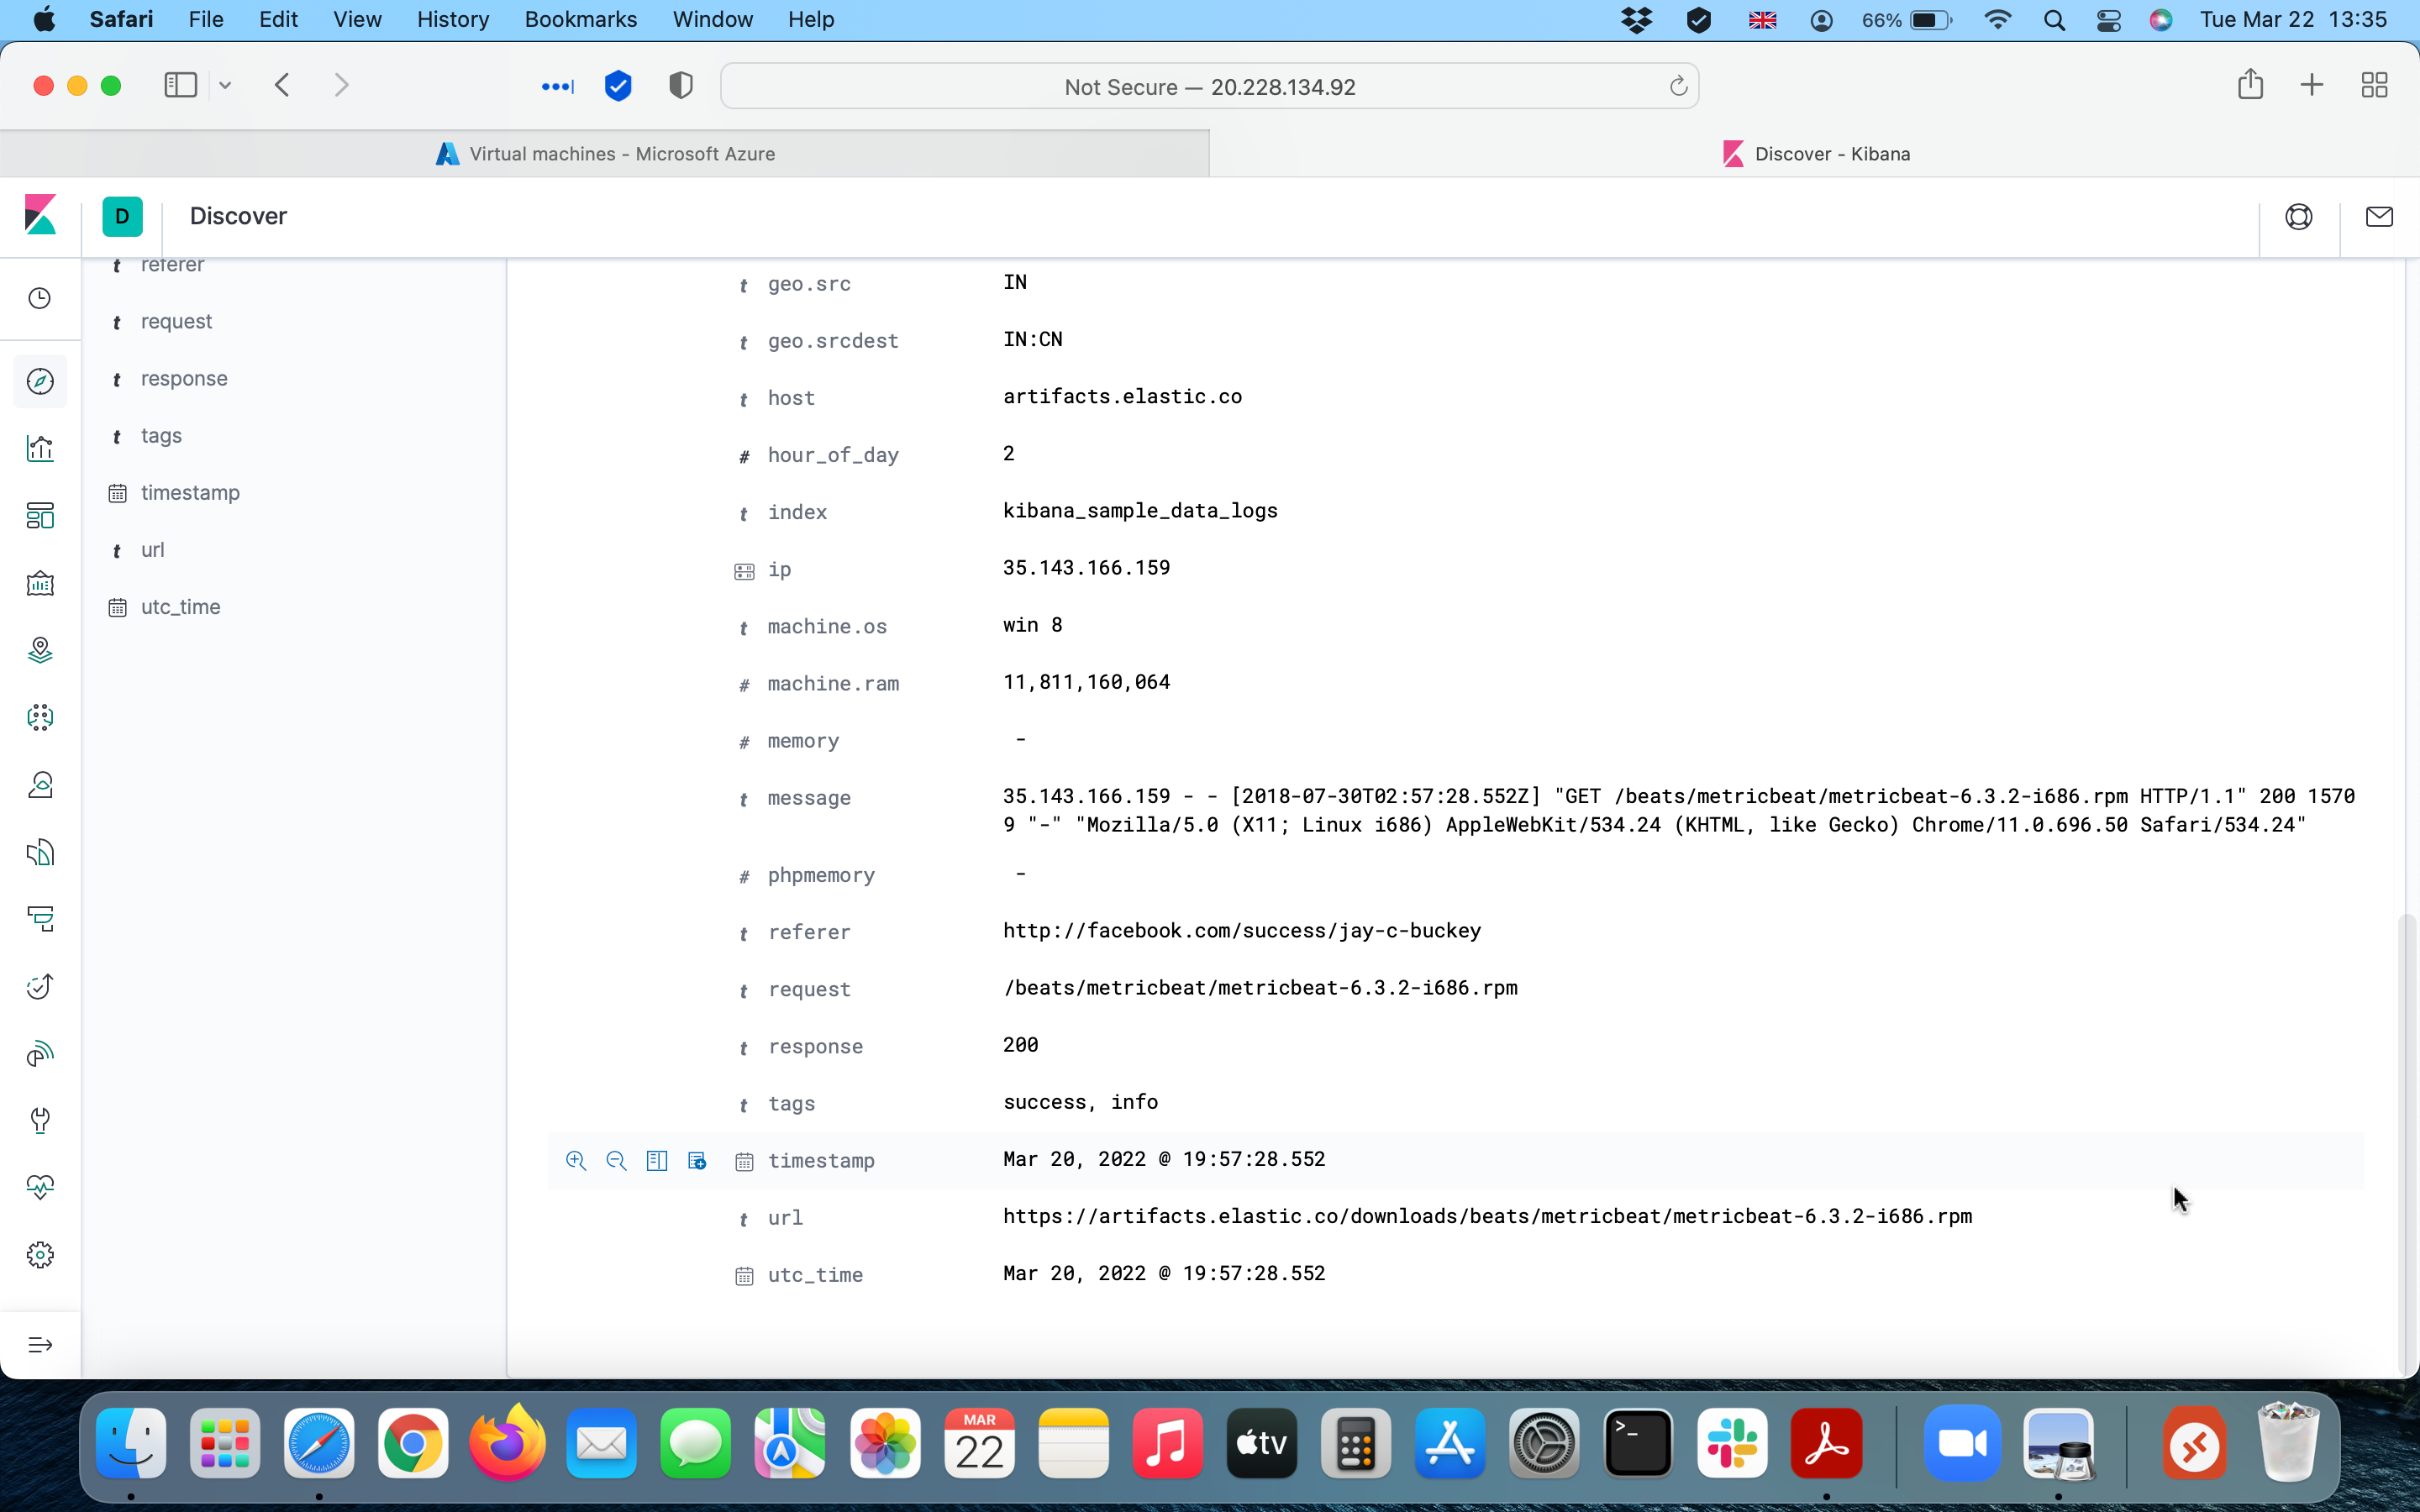 Safari File Edit View History Bookmarks Window Help 66% Tue Mar 22 13:35
Not Secure — 20.228.134.92
Virtual machines - Microsoft Azure
Discover - Kibana
D Discover
t referer
t request
t response
t tags
timestamp
t url
utc_time
t geo.src IN
t geo.srcdest IN:CN
t host artifacts.elastic.co
# hour_of_day 2
t index kibana_sample_data_logs
ip 35.143.166.159
t machine.os win 8
# machine.ram 11,811,160,064
# memory -
t message 35.143.166.159 - - [2018-07-30T02:57:28.552Z] "GET /beats/metricbeat/metricbeat-6.3.2-i686.rpm HTTP/1.1" 200 1570
9 "-" "Mozilla/5.0 (X11; Linux i686) AppleWebKit/534.24 (KHTML, like Gecko) Chrome/11.0.696.50 Safari/534.24"
# phpmemory -
t referer http://facebook.com/success/jay-c-buckey
t request /beats/metricbeat/metricbeat-6.3.2-i686.rpm
t response 200
t tags success, info
timestamp Mar 20, 2022 @ 19:57:28.552
t url https://artifacts.elastic.co/downloads/beats/metricbeat/metricbeat-6.3.2-i686.rpm
utc_time Mar 20, 2022 @ 19:57:28.552
MAR
22
tv
>_